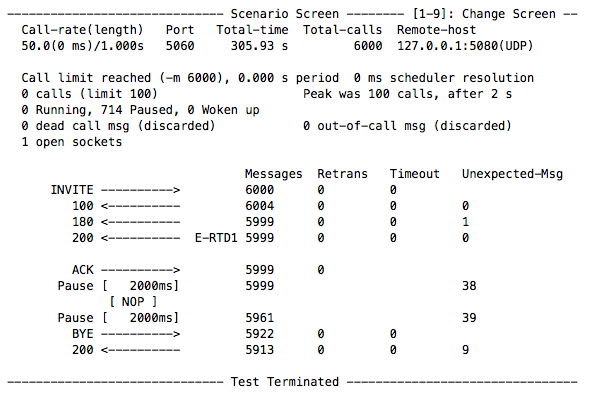 ------------------------------ Scenario Screen -------- [1-9]: Change Screen --
  Call-rate(length)   Port   Total-time  Total-calls  Remote-host
  50.0(0 ms)/1.000s   5060     305.93 s         6000  127.0.0.1:5080(UDP)

  Call limit reached (-m 6000), 0.000 s period  0 ms scheduler resolution
  0 calls (limit 100)                    Peak was 100 calls, after 2 s
  0 Running, 714 Paused, 0 Woken up
  0 dead call msg (discarded)            0 out-of-call msg (discarded)
  1 open sockets

                                 Messages  Retrans   Timeout   Unexpected-Msg
      INVITE ---------->         6000      0         0
         100 <----------         6004      0         0         0
         180 <----------         5999      0         0         1
         200 <----------  E-RTD1 5999      0         0         0

         ACK ---------->         5999      0
       Pause [   2000ms]         5999                          38
              [ NOP ]
       Pause [   2000ms]         5961                          39
         BYE ---------->         5922      0         0
         200 <----------         5913      0         0         9

------------------------------ Test Terminated --------------------------------